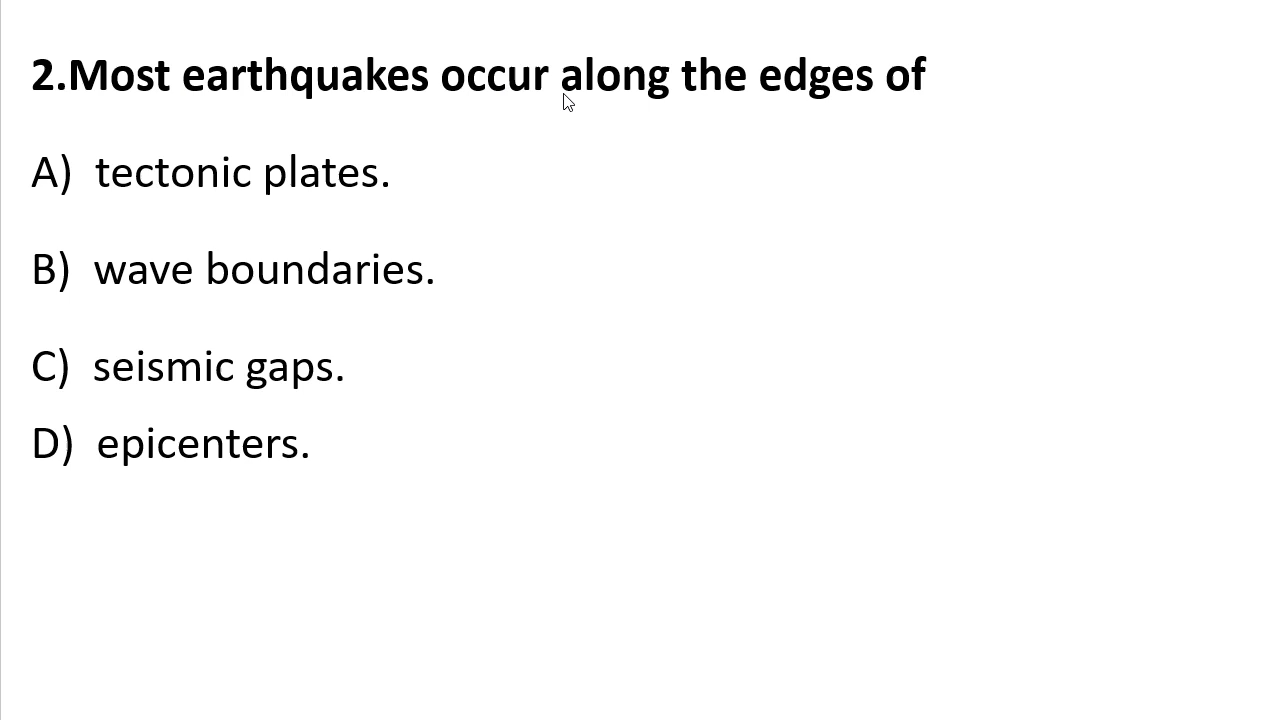 2.Most earthquakes occur along the edges of
A) tectonic plates.
B) wave boundaries.
C) seismic gaps.
D) epicenters.